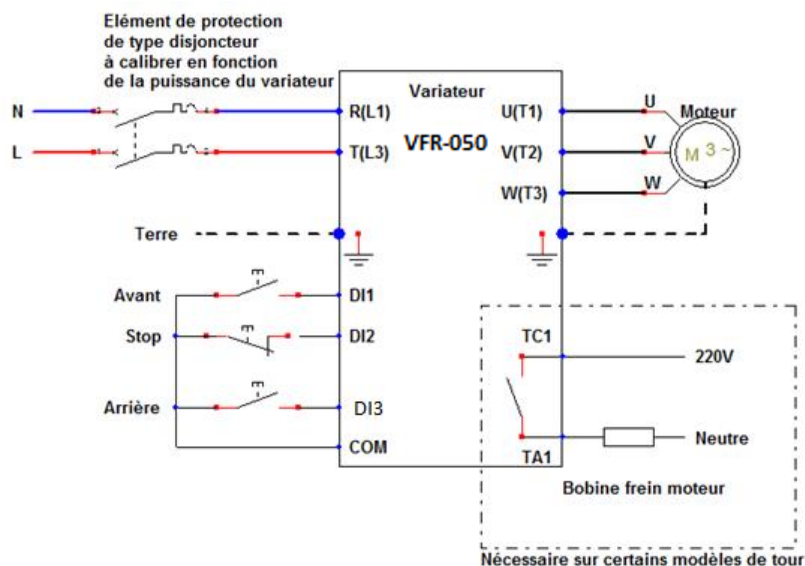 Elément de protection
de type disjoncteur
à calibrer en fonction
de la puissance du variateur
Variateur
VFR-050
N
R(L1)
U(T1)
U
Moteur
L
T(L3)
V(T2)
V
M 3 ~
W(T3)
W
Terre
Avant
DI1
Stop
DI2
Arrière
DI3
COM
TC1
220V
TA1
Neutre
Bobine frein moteur
Nécessaire sur certains modèles de tour